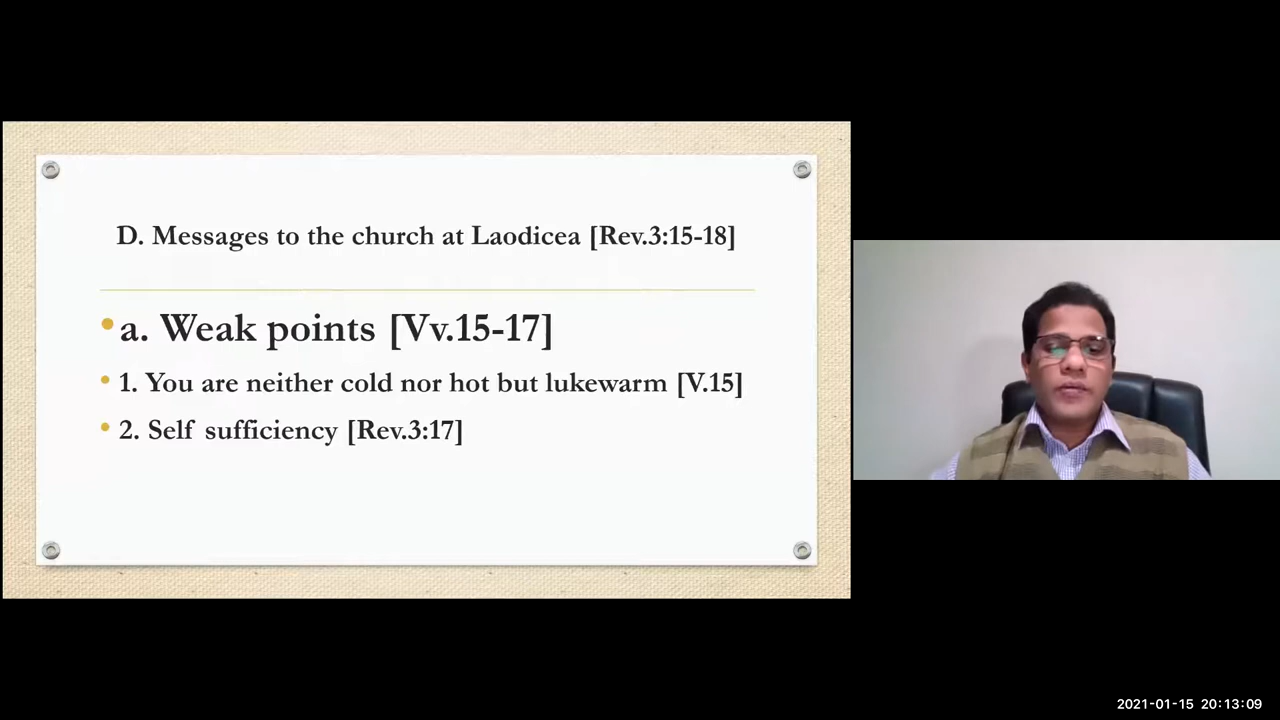 D. Messages to the church at Laodicea [Rev.3:15-18]
a. Weak points [Vv.15-17]
1. You are neither cold nor hot but lukewarm [V.15]
2. Self sufficiency [Rev.3:17]
2021-01-15 20:13:09